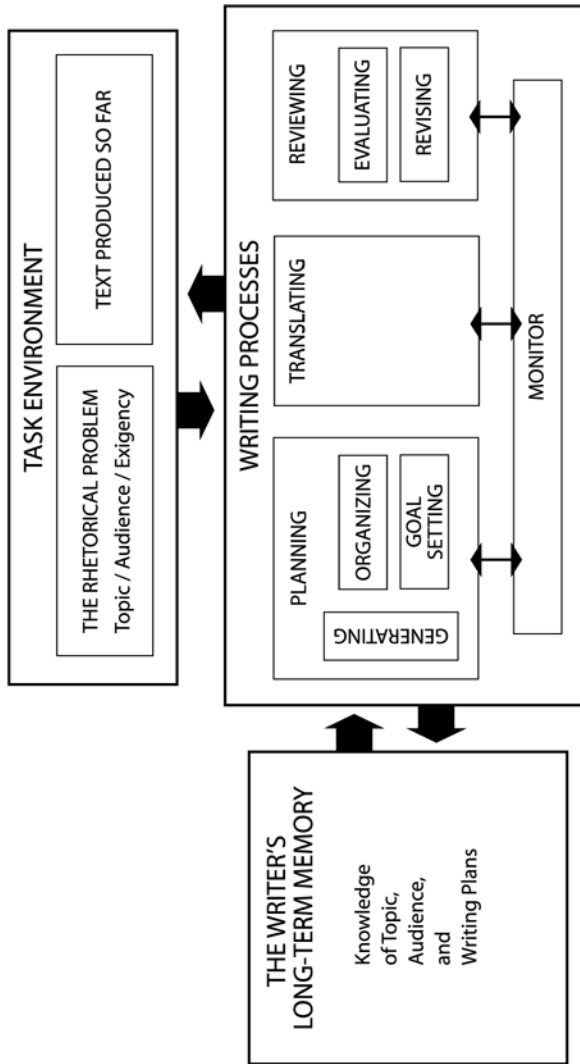 TASK ENVIRONMENT
THE RHETORICAL PROBLEM
Topic / Audience / Exigency
TEXT PRODUCED SO FAR
THE WRITER'S
LONG-TERM MEMORY
Knowledge
of Topic,
Audience,
and
Writing Plans
WRITING PROCESSES
PLANNING
GENERATING
ORGANIZING
GOAL
SETTING
TRANSLATING
REVIEWING
EVALUATING
REVISING
MONITOR